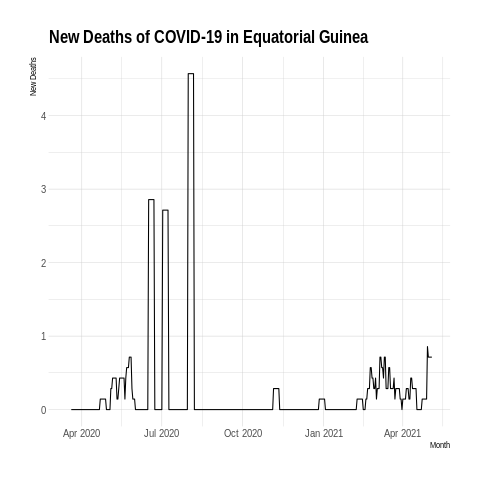 New Deaths of COVID-19 in Equatorial Guinea
New Deaths
4
3
2
1
0
Apr 2020 Jul 2020 Oct 2020 Jan 2021 Apr 2021
Month